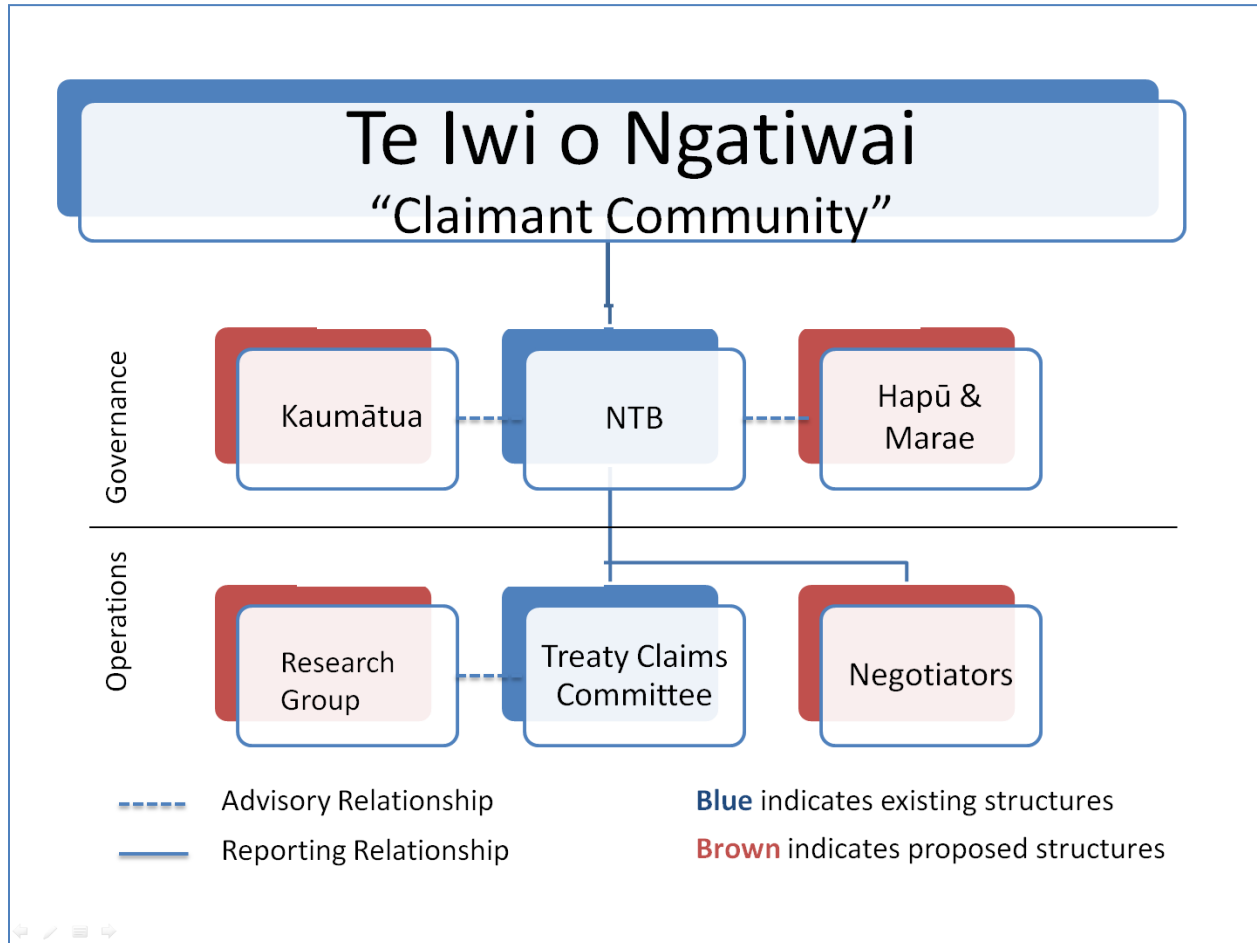 Te Iwi o Ngatiwai
“Claimant Community”
Governance
Kaumātua
NTB
Hapū &
Marae
Operations
Research
Group
Treaty Claims
Committee
Negotiators
Advisory Relationship
Reporting Relationship
Blue indicates existing structures
Brown indicates proposed structures